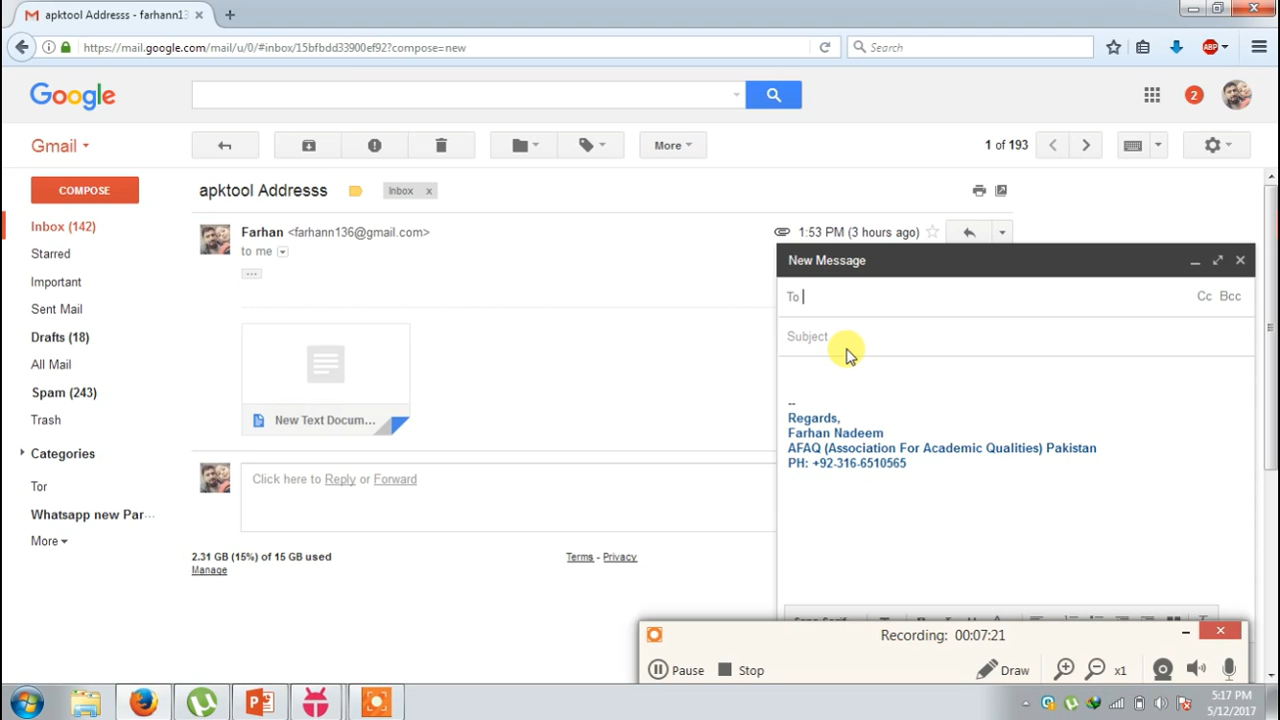 apktool Addresss - farhann13
https://mail.google.com/mail/u/0/#inbox/15bfbdd33900ef92?compose=new
Search
ABP
Google
2
Gmail
More
1 of 193
COMPOSE
apktool Addresss
Inbox x
Inbox (142)
Starred
Important
Sent Mail
Drafts (18)
All Mail
Spam (243)
Trash
Categories
Tor
Whatsapp new Par...
More
Farhan <farhann136@gmail.com>
to me
1:53 PM (3 hours ago)
New Text Docum...
Click here to Reply or Forward
2.31 GB (15%) of 15 GB used
Manage
Terms - Privacy
New Message
To
Cc Bcc
Subject
--
Regards,
Farhan Nadeem
AFAQ (Association For Academic Qualities) Pakistan
PH: +92-316-6510565
Recording: 00:07:21
Pause
Stop
Draw
x1
5:17 PM
5/12/2017